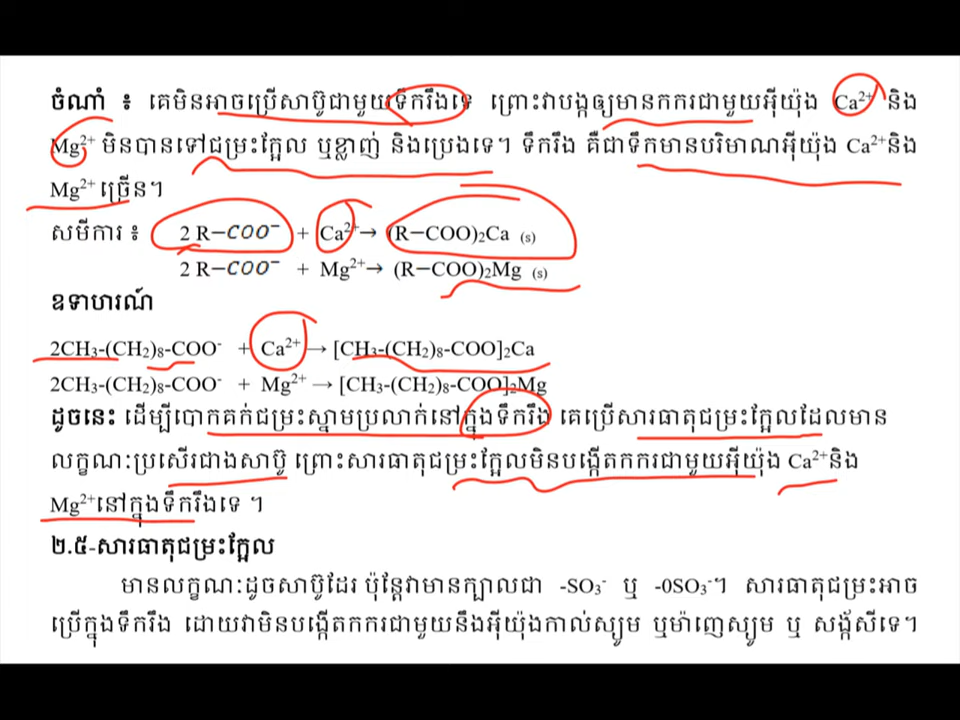 ចំណាំ ៖ គេមិនអាចប្រើសាប៊ូជាមួយទឹករឹងទេ ព្រោះវាបង្កឲ្យមានកករជាមួយអ៊ីយ៉ុង Ca²⁺ និង
Mg²⁺ មិនបានទៅជម្រះក្អែល ឬខ្លាញ់ និងប្រេងទេ។ ទឹករឹង គឺជាទឹកមានបរិមាណអ៊ីយ៉ុង Ca²⁺និង
Mg²⁺ ច្រើន។
សមីការ ៖ 2 R−COO⁻ + Ca²⁺→ (R−COO)₂Ca (s)
2 R−COO⁻ + Mg²⁺→ (R−COO)₂Mg (s)
ឧទាហរណ៍
2CH₃-(CH₂)₈-COO⁻ + Ca²⁺ → [CH₃-(CH₂)₈-COO]₂Ca
2CH₃-(CH₂)₈-COO⁻ + Mg²⁺ → [CH₃-(CH₂)₈-COO]₂Mg
ដូចនេះ ដើម្បីបោកគក់ជម្រះស្នាមប្រលាក់នៅក្នុងទឹករឹង គេប្រើសារធាតុជម្រះក្អែលដែលមាន
លក្ខណៈប្រសើរជាងសាប៊ូ ព្រោះសារធាតុជម្រះក្អែលមិនបង្កើតកករជាមួយអ៊ីយ៉ុង Ca²⁺និង
Mg²⁺នៅក្នុងទឹករឹងទេ ។
២.៥-សារធាតុជម្រះក្អែល
មានលក្ខណៈដូចសាប៊ូដែរ ប៉ុន្តែវាមានក្បាលជា -SO₃⁻ ឬ -0SO₃⁻។ សារធាតុជម្រះអាច
ប្រើក្នុងទឹករឹង ដោយវាមិនបង្កើតកករជាមួយនឹងអ៊ីយ៉ុងកាល់ស្យូម ឬម៉ាញេស្យូម ឬ សង្ក័សីទេ។